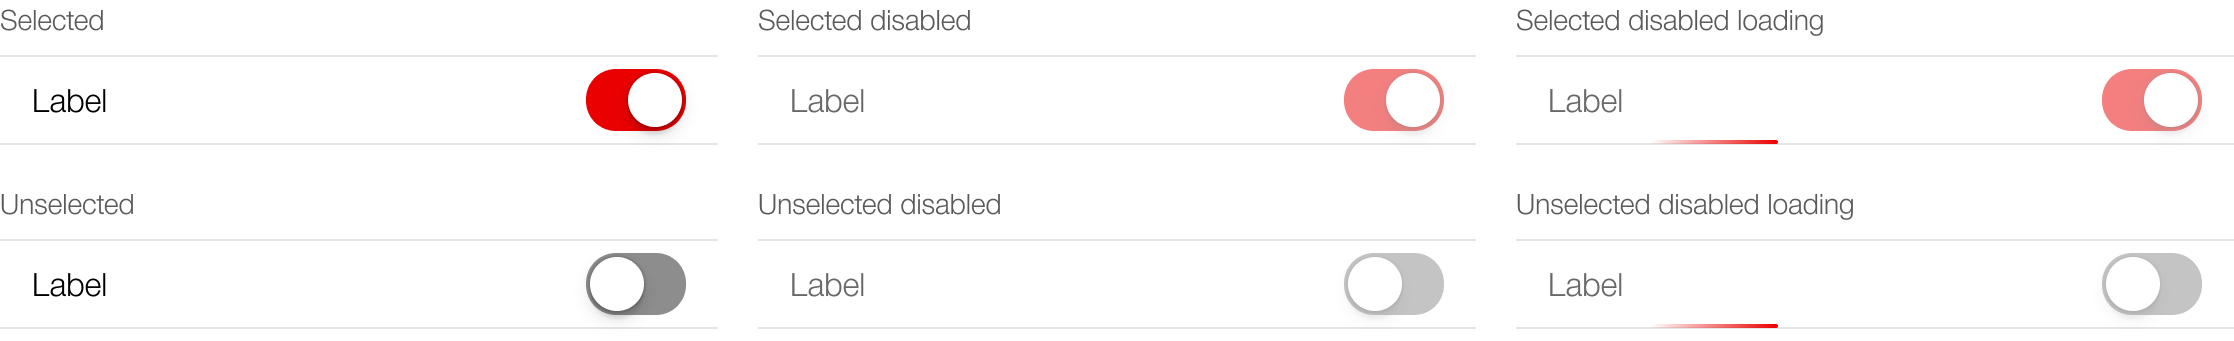 Selected
Selected disabled
Selected disabled loading
Label
Label
Label
Unselected
Unselected disabled
Unselected disabled loading
Label
Label
Label